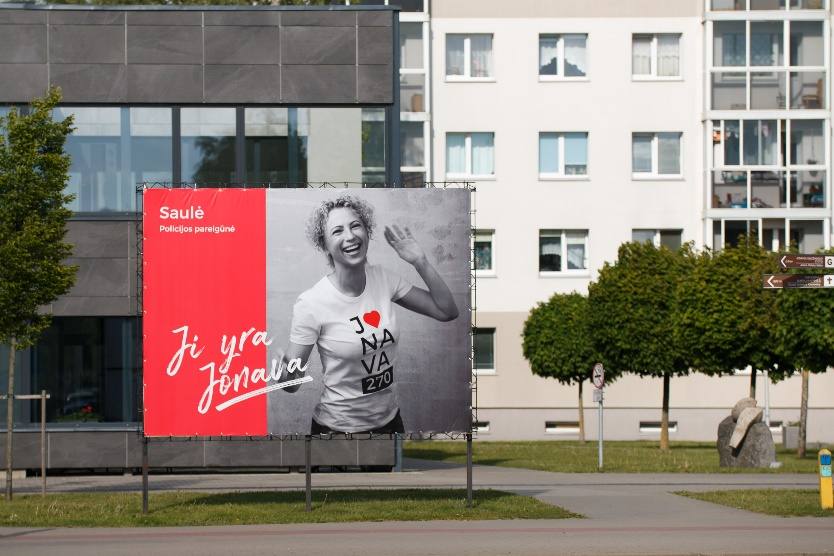 Saulė
Policijos pareigūnė
Ji yra
Jonava
J❤
NA
VA
270